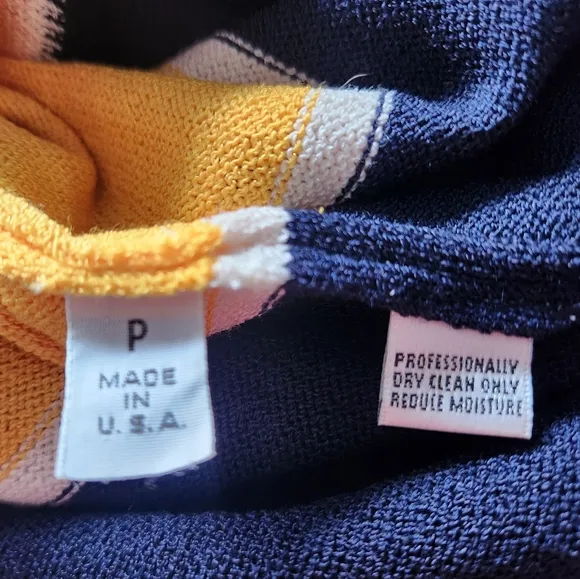 P
MADE
IN
U.S.A.
PROFESSIONALLY
DRY CLEAN ONLY
REDUCE MOISTURE